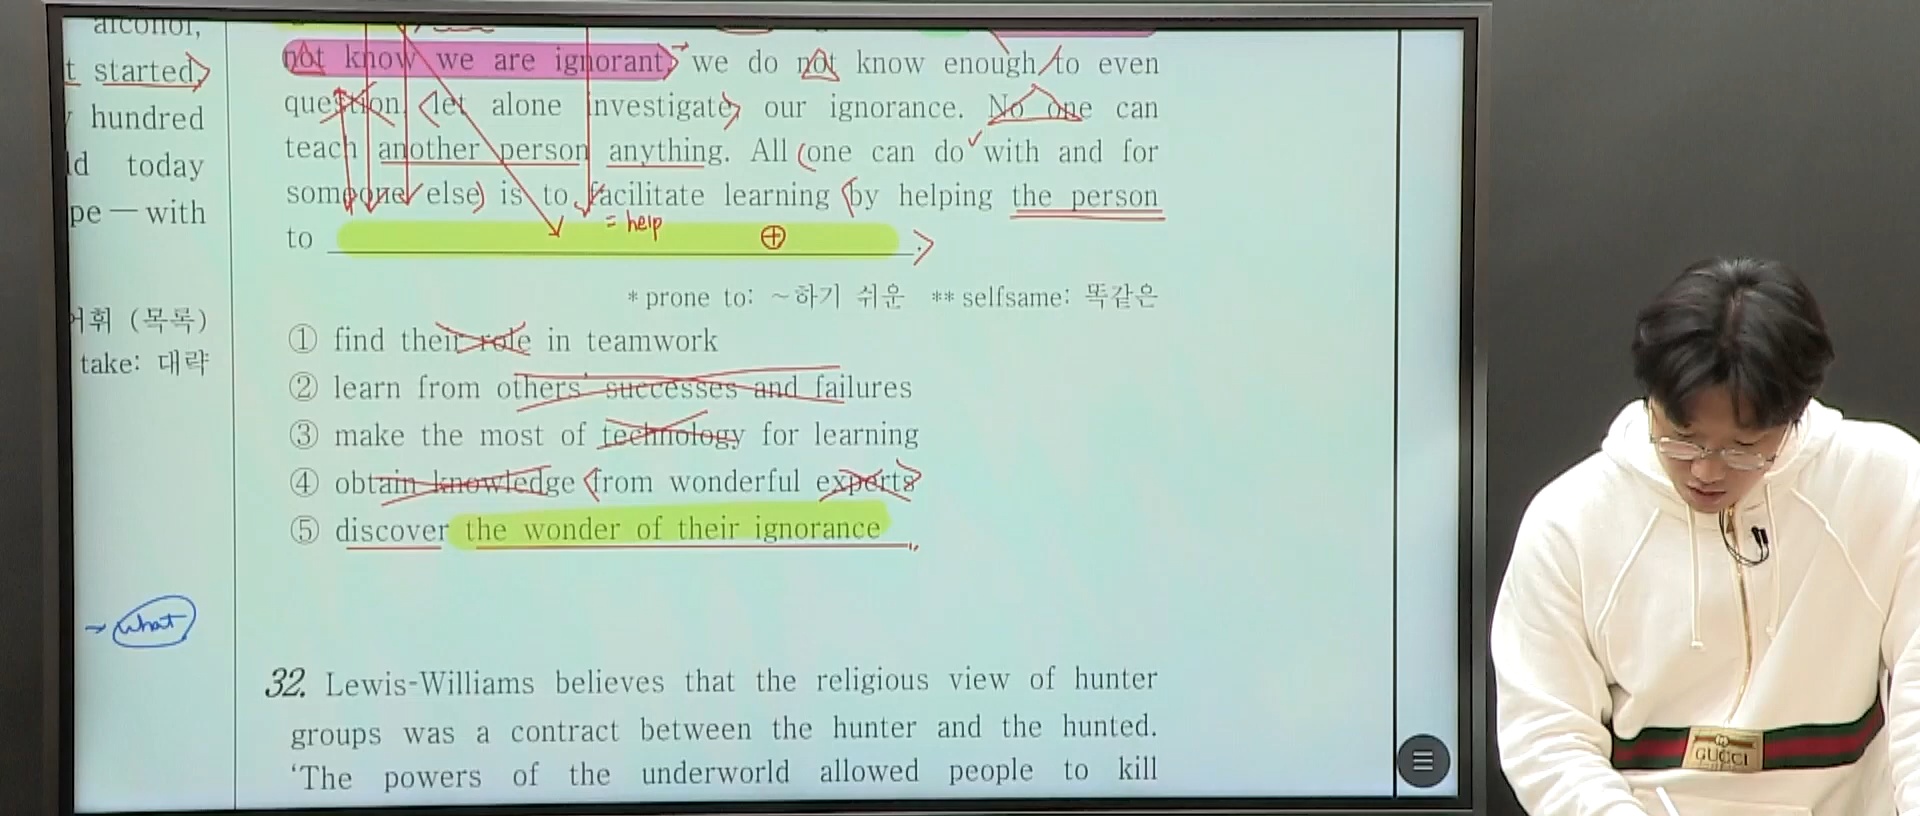 alcohol,
t started,
hundred
ld today
pe — with
어휘 (목록)
take: 대략
→ what
not know we are ignorant, we do not know enough to even
question, let alone investigate, our ignorance. No one can
teach another person anything. All one can do with and for
someone else is to facilitate learning by helping the person
= help
to
* prone to: ~하기 쉬운 ** selfsame: 똑같은
① find their role in teamwork
② learn from others' successes and failures
③ make the most of technology for learning
④ obtain knowledge from wonderful experts
⑤ discover the wonder of their ignorance
32. Lewis-Williams believes that the religious view of hunter
groups was a contract between the hunter and the hunted.
‘The powers of the underworld allowed people to kill
GUCCI